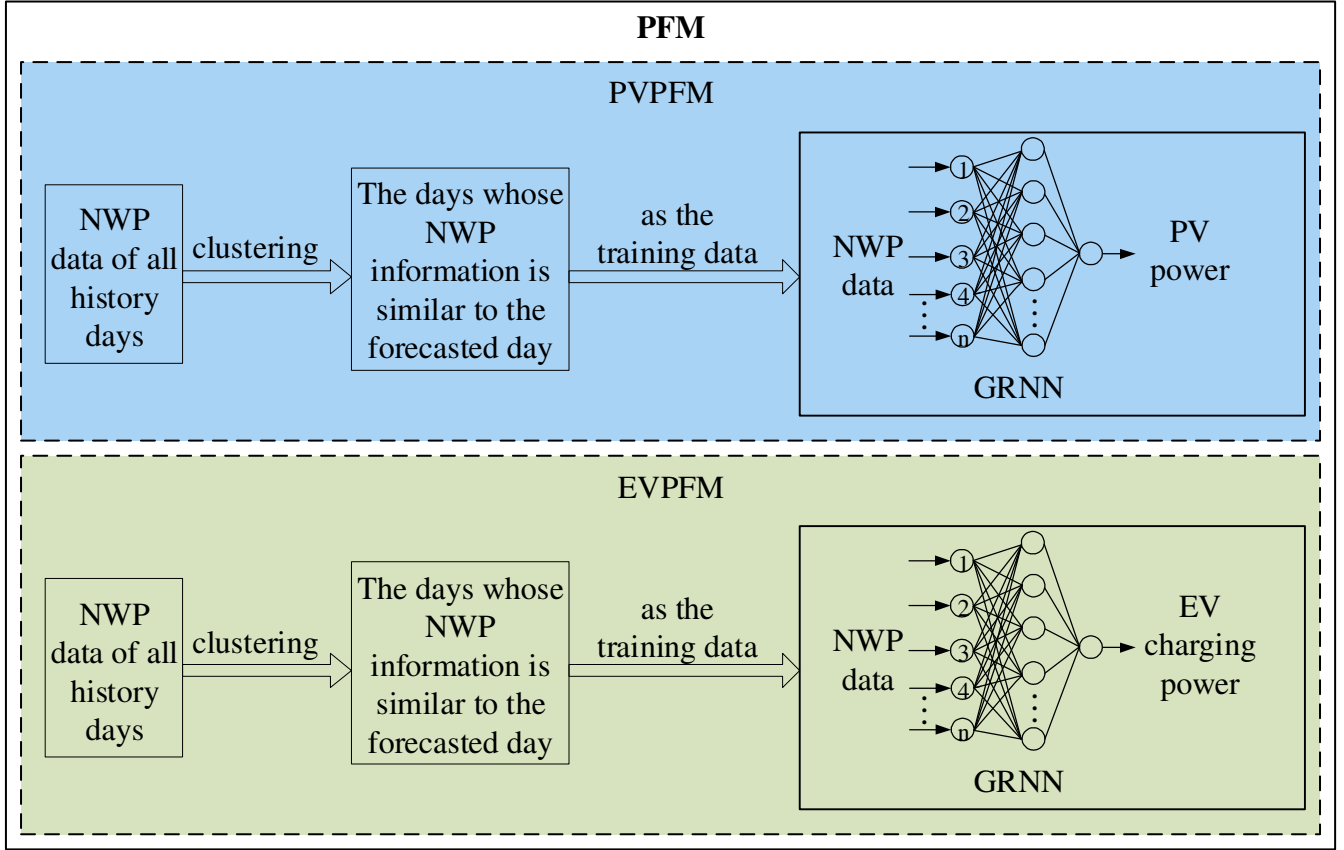 PFM
PVPFM
NWP
data of all
history
days
clustering
The days whose
NWP
information is
similar to the
forecasted day
as the
training data
NWP
data
1
2
3
4
n
GRNN
PV
power
EVPFM
NWP
data of all
history
days
clustering
The days whose
NWP
information is
similar to the
forecasted day
as the
training data
NWP
data
1
2
3
4
n
GRNN
EV
charging
power